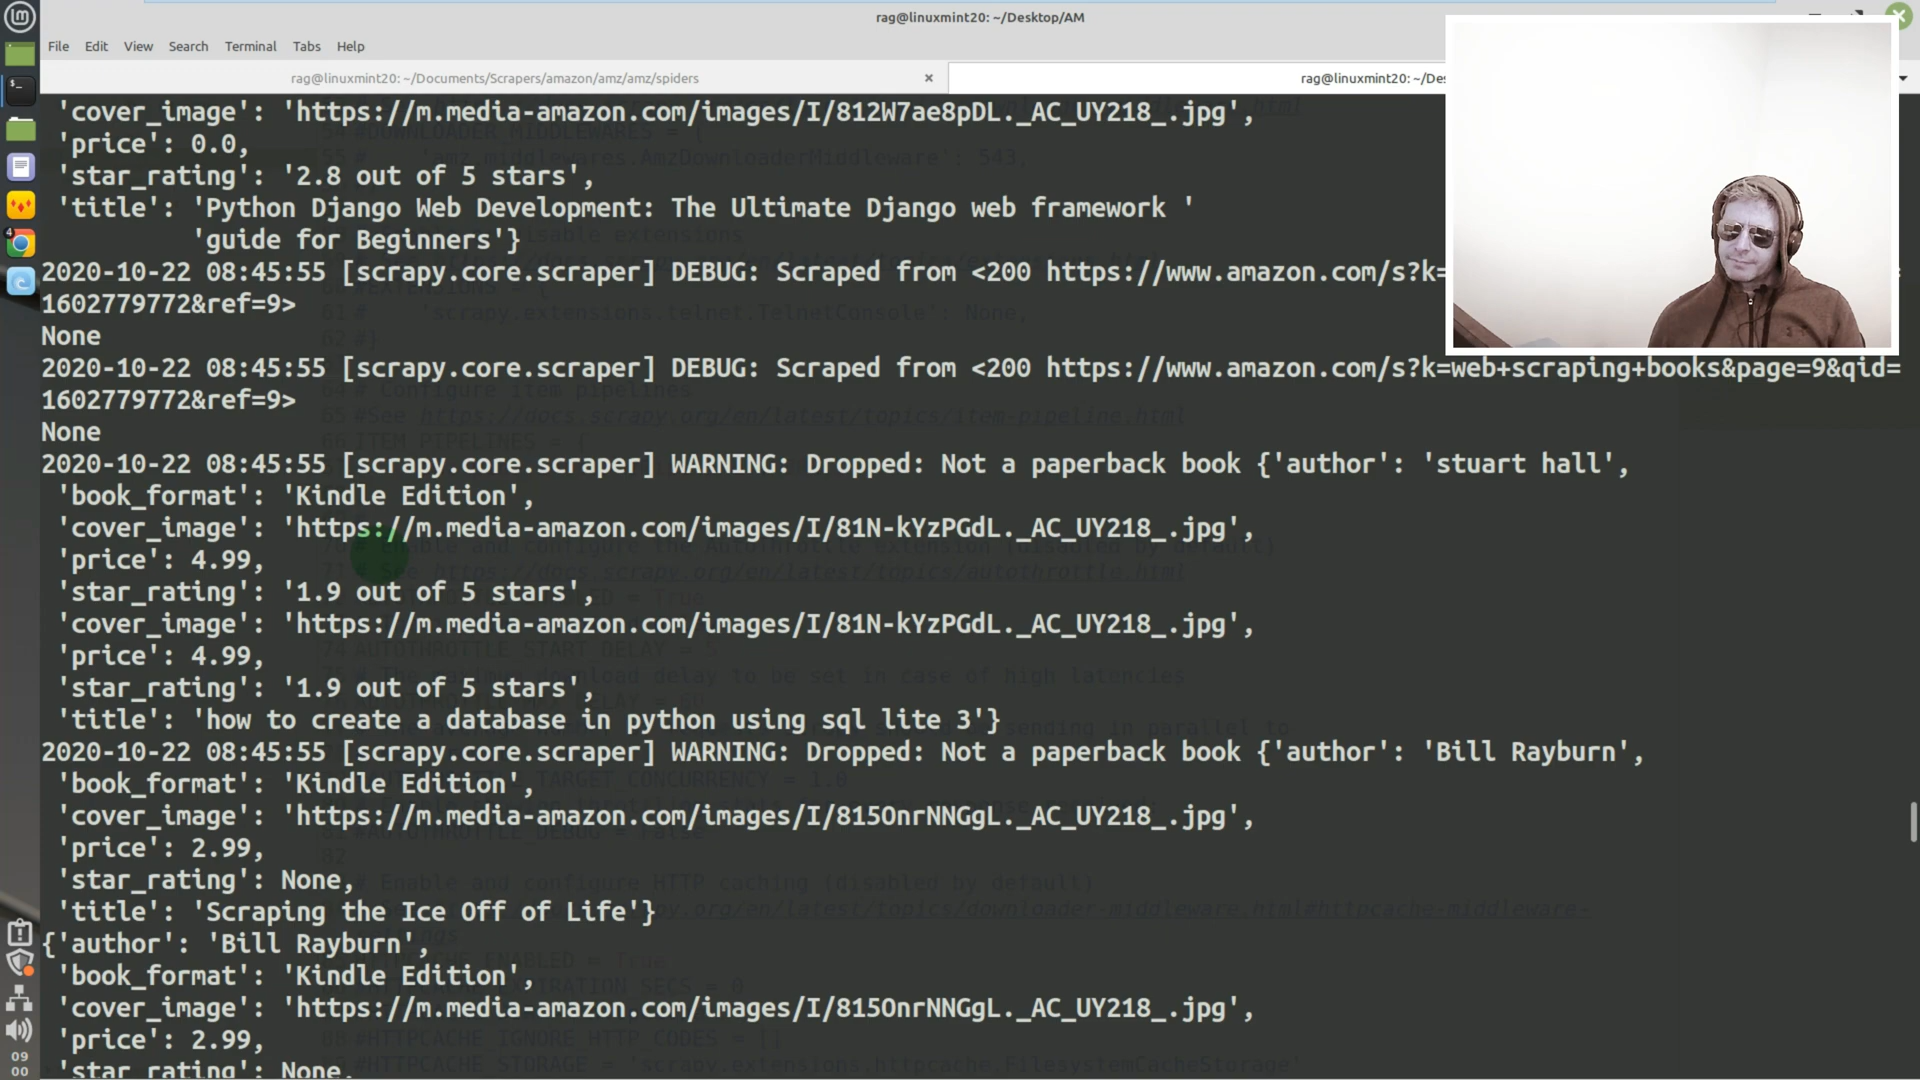 rag@linuxmint20: ~/Desktop/AM
File Edit View Search Terminal Tabs Help
rag@linuxmint20: ~/Documents/Scrapers/amazon/amz/amz/spiders × rag@linuxmint20: ~/De
'cover_image': 'https://m.media-amazon.com/images/I/812W7ae8pDL._AC_UY218_.jpg',
'price': 0.0,
'star_rating': '2.8 out of 5 stars',
'title': 'Python Django Web Development: The Ultimate Django web framework '
'guide for Beginners'}
2020-10-22 08:45:55 [scrapy.core.scraper] DEBUG: Scraped from <200 https://www.amazon.com/s?k=
1602779772&ref=9>
None
2020-10-22 08:45:55 [scrapy.core.scraper] DEBUG: Scraped from <200 https://www.amazon.com/s?k=web+scraping+books&page=9&qid=
1602779772&ref=9>
None
2020-10-22 08:45:55 [scrapy.core.scraper] WARNING: Dropped: Not a paperback book {'author': 'stuart hall',
'book_format': 'Kindle Edition',
'cover_image': 'https://m.media-amazon.com/images/I/81N-kYzPGdL._AC_UY218_.jpg',
'price': 4.99,
'star_rating': '1.9 out of 5 stars',
'cover_image': 'https://m.media-amazon.com/images/I/81N-kYzPGdL._AC_UY218_.jpg',
'price': 4.99,
'star_rating': '1.9 out of 5 stars',
'title': 'how to create a database in python using sql lite 3'}
2020-10-22 08:45:55 [scrapy.core.scraper] WARNING: Dropped: Not a paperback book {'author': 'Bill Rayburn',
'book_format': 'Kindle Edition',
'cover_image': 'https://m.media-amazon.com/images/I/815OnrNNGgL._AC_UY218_.jpg',
'price': 2.99,
'star_rating': None,
'title': 'Scraping the Ice Off of Life'}
{'author': 'Bill Rayburn',
'book_format': 'Kindle Edition',
'cover_image': 'https://m.media-amazon.com/images/I/815OnrNNGgL._AC_UY218_.jpg',
'price': 2.99,
'star_rating': None,
09
00